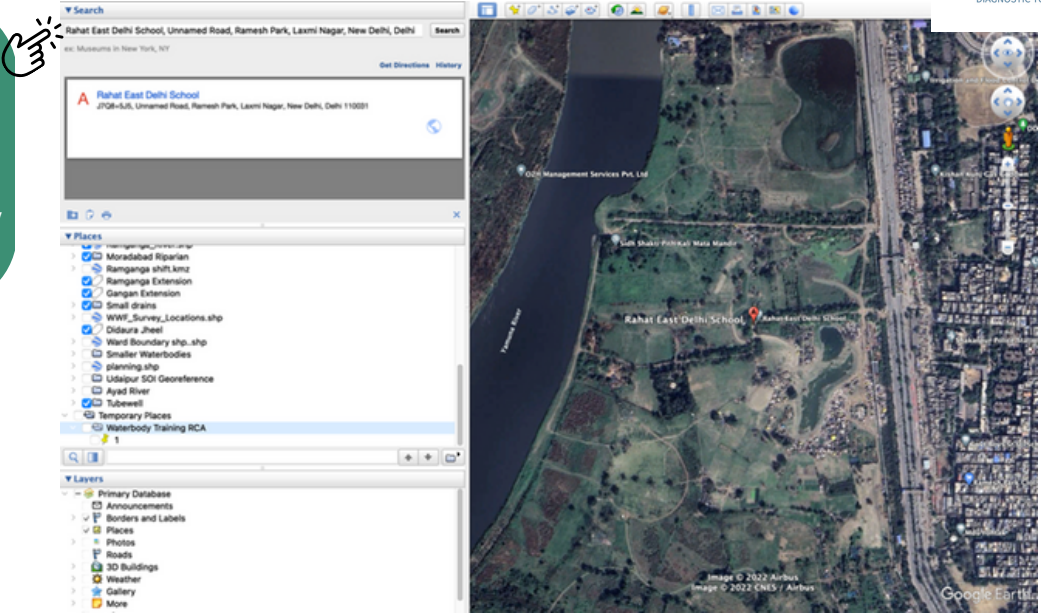 DIAGNOSTIC
▼ Search
Rahat East Delhi School, Unnamed Road, Ramesh Park, Laxmi Nagar, New Delhi, Delhi
Search
ex: Museums in New York, NY
Get Directions History
A Rahat East Delhi School
J7Q8+5J5, Unnamed Road, Ramesh Park, Laxmi Nagar, New Delhi, Delhi 110031
▼ Places
Ramganga_River.shp
Moradabad Riparian
Ramganga shift.kmz
Ramganga Extension
Gangan Extension
Small drains
WWF_Survey_Locations.shp
Didaura Jheel
Ward Boundary shp..shp
Smaller Waterbodies
planning.shp
Udaipur SOI Georeference
Ayad River
Tubewell
Temporary Places
Waterbody Training RCA
1
▼ Layers
Primary Database
Announcements
Borders and Labels
Places
Photos
Roads
3D Buildings
Weather
Gallery
More
OZH Management Services Pvt. Ltd
Sidh Shakti Pith Kali Mata Mandir
Rahat East Delhi School
Rahat East Delhi School
Yamuna River
Image © 2022 Airbus
Image © 2022 CNES / Airbus
Google Earth